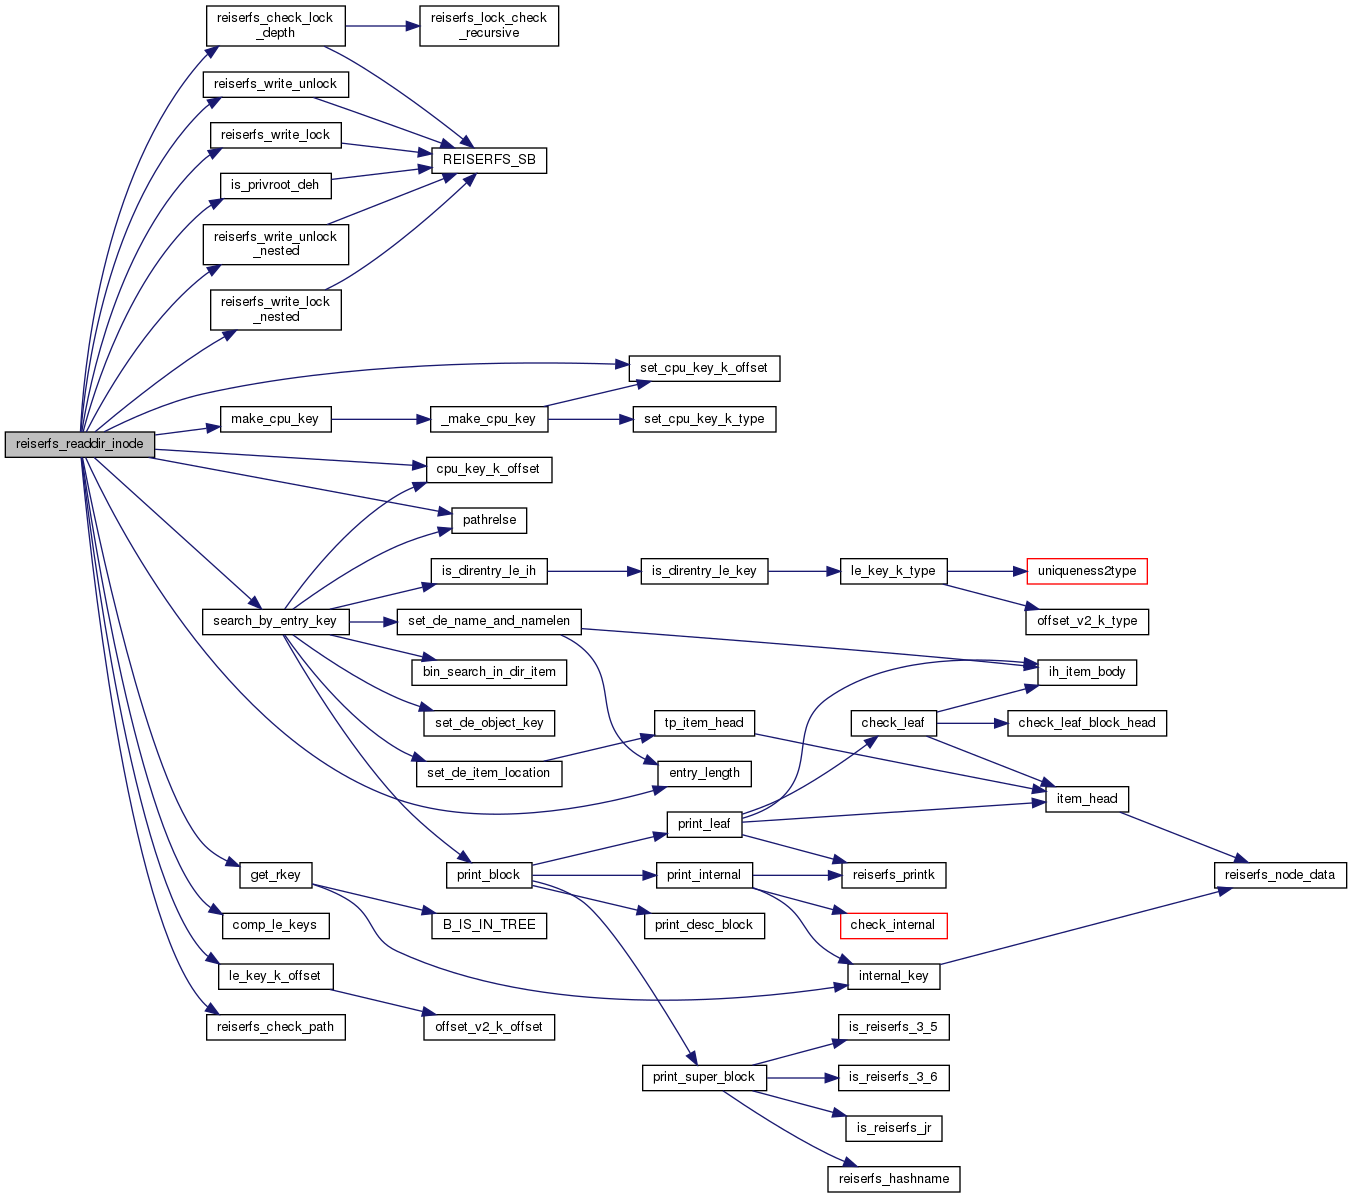 reiserfs_check_lock
_depth
reiserfs_lock_check
_recursive
reiserfs_write_unlock
reiserfs_write_lock
REISERFS_SB
is_privroot_deh
reiserfs_write_unlock
_nested
reiserfs_write_lock
_nested
set_cpu_key_k_offset
make_cpu_key
_make_cpu_key
set_cpu_key_k_type
reiserfs_readdir_inode
cpu_key_k_offset
pathrelse
is_direntry_le_ih
is_direntry_le_key
le_key_k_type
uniqueness2type
search_by_entry_key
set_de_name_and_namelen
offset_v2_k_type
bin_search_in_dir_item
ih_item_body
set_de_object_key
tp_item_head
check_leaf
check_leaf_block_head
set_de_item_location
entry_length
item_head
print_leaf
get_rkey
print_block
print_internal
reiserfs_printk
reiserfs_node_data
comp_le_keys
B_IS_IN_TREE
print_desc_block
check_internal
le_key_k_offset
internal_key
reiserfs_check_path
offset_v2_k_offset
is_reiserfs_3_5
print_super_block
is_reiserfs_3_6
is_reiserfs_jr
reiserfs_hashname